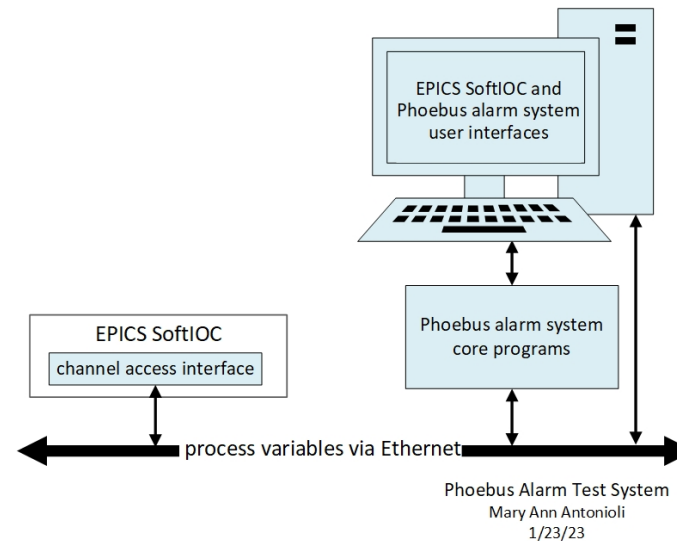 EPICS SoftIOC and
Phoebus alarm system
user interfaces
Phoebus alarm system
core programs
EPICS SoftIOC
channel access interface
process variables via Ethernet
Phoebus Alarm Test System
Mary Ann Antonioli
1/23/23